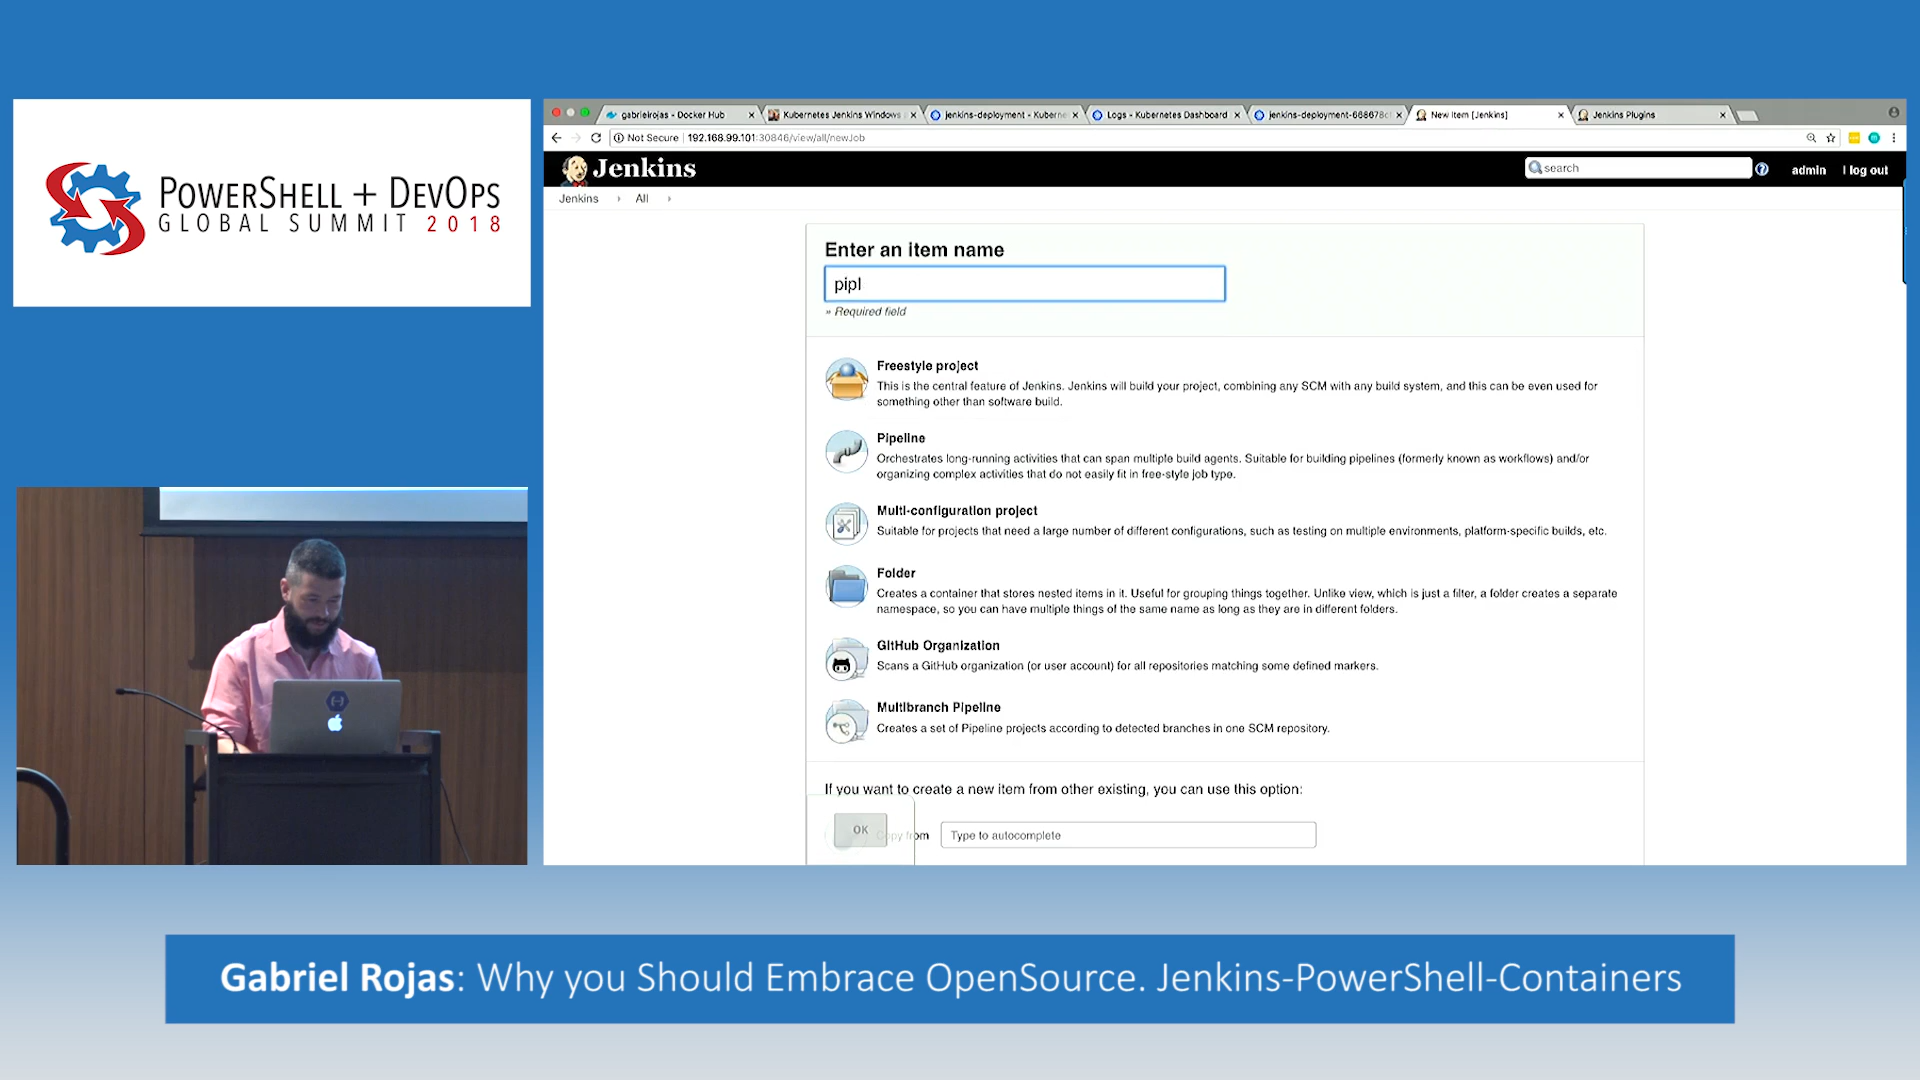 POWERSHELL + DEVOPS
GLOBAL SUMMIT 2018
gabrielrojas - Docker Hub
Kubernetes Jenkins Windows
jenkins-deployment - Kuberne
Logs - Kubernetes Dashboard
jenkins-deployment-668678c
New Item [Jenkins]
Jenkins Plugins
Not Secure | 192.168.99.101:30846/view/all/newJob
Jenkins
search
admin
| log out
Jenkins › All ›
Enter an item name
pipl
» Required field
Freestyle project
This is the central feature of Jenkins. Jenkins will build your project, combining any SCM with any build system, and this can be even used for
something other than software build.
Pipeline
Orchestrates long-running activities that can span multiple build agents. Suitable for building pipelines (formerly known as workflows) and/or
organizing complex activities that do not easily fit in free-style job type.
Multi-configuration project
Suitable for projects that need a large number of different configurations, such as testing on multiple environments, platform-specific builds, etc.
Folder
Creates a container that stores nested items in it. Useful for grouping things together. Unlike view, which is just a filter, a folder creates a separate
namespace, so you can have multiple things of the same name as long as they are in different folders.
GitHub Organization
Scans a GitHub organization (or user account) for all repositories matching some defined markers.
Multibranch Pipeline
Creates a set of Pipeline projects according to detected branches in one SCM repository.
If you want to create a new item from other existing, you can use this option:
OK
Copy from
Type to autocomplete
Gabriel Rojas: Why you Should Embrace OpenSource. Jenkins-PowerShell-Containers